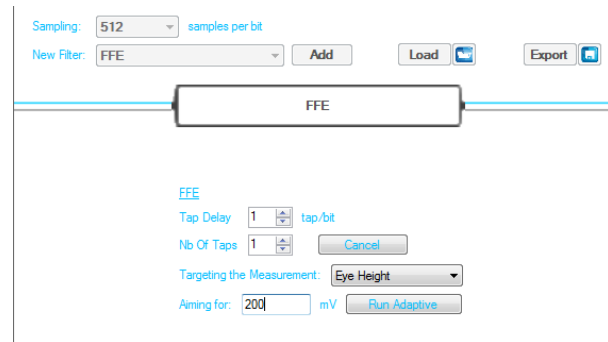 Sampling: 512 samples per bit
New Filter: FFE Add Load Export
FFE
FFE
Tap Delay 1 tap/bit
Nb Of Taps 1 Cancel
Targeting the Measurement: Eye Height
Aiming for: 200 mV Run Adaptive